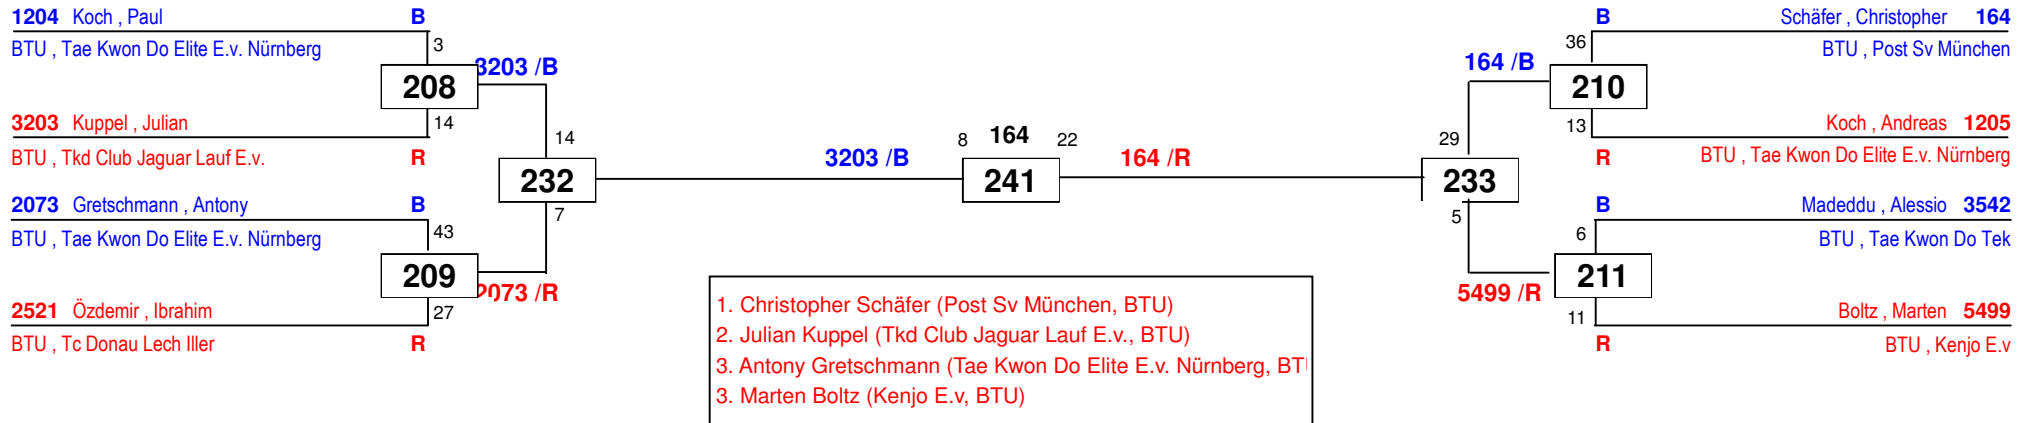 1204 Koch , Paul B
BTU , Tae Kwon Do Elite E.v. Nürnberg
3
208
3203 /B
3203 Kuppel , Julian
14
BTU , Tkd Club Jaguar Lauf E.v. R
14
232
7
2073 Gretschmann , Antony B
BTU , Tae Kwon Do Elite E.v. Nürnberg
43
209
2073 /R
2521 Özdemir , Ibrahim
27
BTU , Tc Donau Lech Iller R
3203 /B
8 164 22
241
164 /R
B Schäfer , Christopher 164
36
BTU , Post Sv München
164 /B
210
13
Koch , Andreas 1205
R BTU , Tae Kwon Do Elite E.v. Nürnberg
29
233
5
B Madeddu , Alessio 3542
6
BTU , Tae Kwon Do Tek
211
5499 /R
11
Boltz , Marten 5499
R BTU , Kenjo E.v
1. Christopher Schäfer (Post Sv München, BTU)
2. Julian Kuppel (Tkd Club Jaguar Lauf E.v., BTU)
3. Antony Gretschmann (Tae Kwon Do Elite E.v. Nürnberg, BT
3. Marten Boltz (Kenjo E.v, BTU)